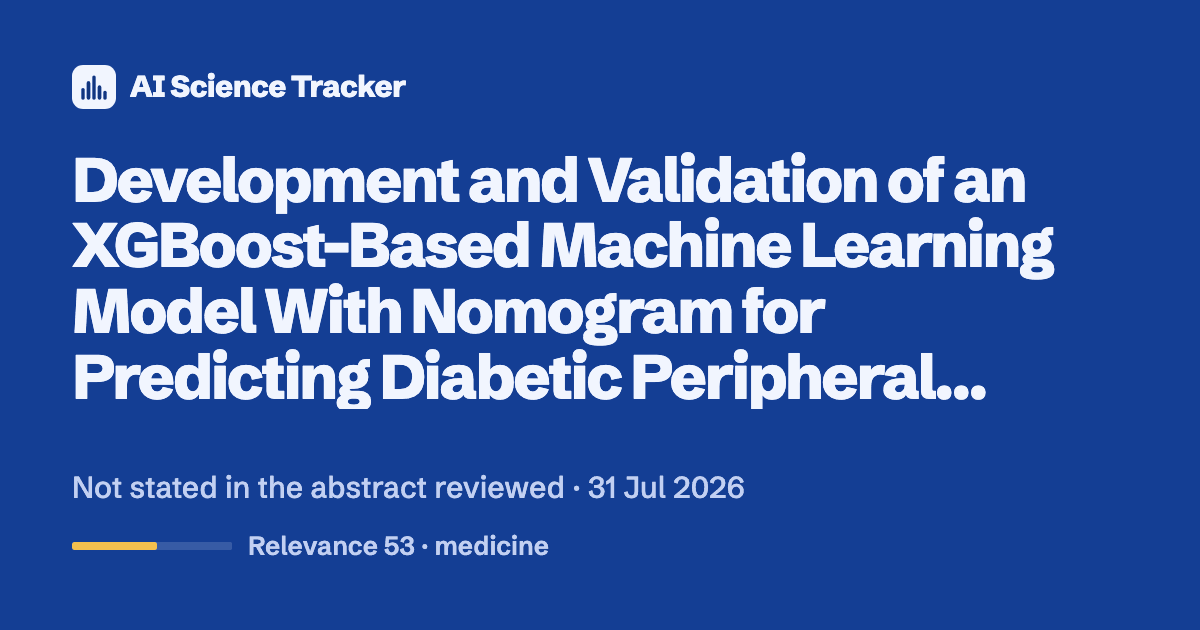 AI Science Tracker
Development and Validation of an
XGBoost-Based Machine Learning
Model With Nomogram for
Predicting Diabetic Peripheral...
Not stated in the abstract reviewed · 31 Jul 2026
Relevance 53 · medicine